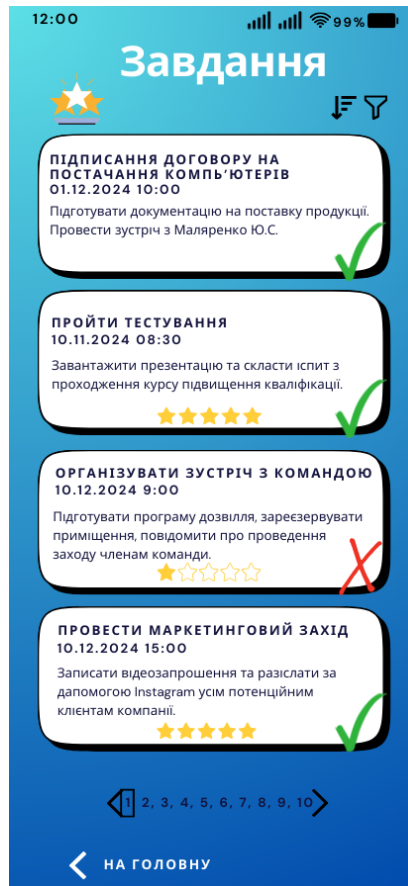 12:00
99%
Завдання
ПІДПИСАННЯ ДОГОВОРУ НА
ПОСТАЧАННЯ КОМПЬ'ЮТЕРІВ
01.12.2024 10:00
Підготувати документацію на поставку продукції.
Провести зустріч з Маляренко Ю.С.
ПРОЙТИ ТЕСТУВАННЯ
10.11.2024 08:30
Завантажити презентацію та скласти іспит з
проходження курсу підвищення кваліфікації.
ОРГАНІЗУВАТИ ЗУСТРІЧ З КОМАНДОЮ
10.12.2024 9:00
Підготувати програму дозвілля, зареєзервувати
приміщення, повідомити про проведення
заходу членам команди.
ПРОВЕСТИ МАРКЕТИНГОВИЙ ЗАХІД
10.12.2024 15:00
Записати відеозапрошення та разіслати за
дапомогою Instagram усім потенційним
клієнтам компанії.
1 2, 3, 4, 5, 6, 7, 8, 9, 10
НА ГОЛОВНУ